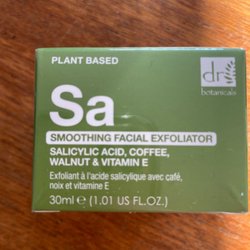 PLANT BASED
dr.
botanicals
Sa
SMOOTHING FACIAL EXFOLIATOR
SALICYLIC ACID, COFFEE,
WALNUT & VITAMIN E
Exfoliant à l'acide salicylique avec café,
noix et vitamine E
30ml e (1.01 US FL.OZ.)